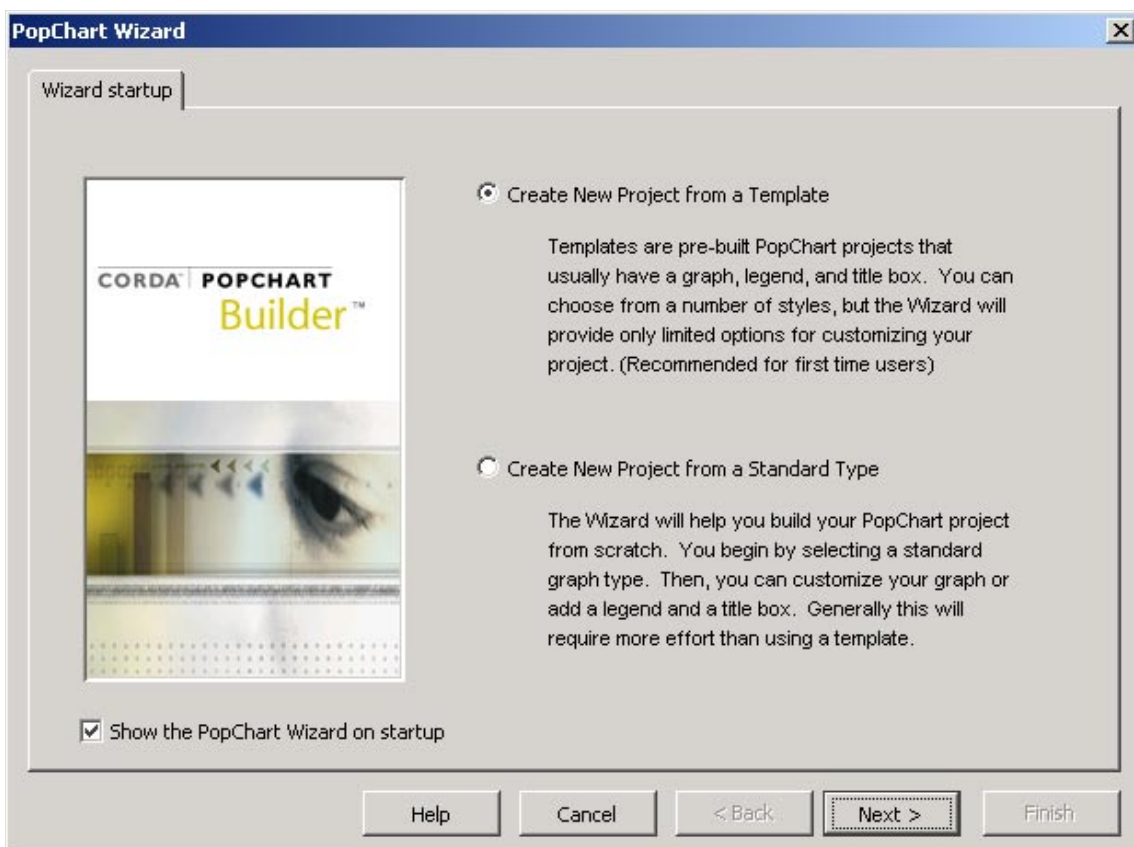 PopChart Wizard
Wizard startup
CORDA™ POPCHART
Builder™
Create New Project from a Template
Templates are pre-built PopChart projects that
usually have a graph, legend, and title box. You can
choose from a number of styles, but the Wizard will
provide only limited options for customizing your
project. (Recommended for first time users)
Create New Project from a Standard Type
The Wizard will help you build your PopChart project
from scratch. You begin by selecting a standard
graph type. Then, you can customize your graph or
add a legend and a title box. Generally this will
require more effort than using a template.
Show the PopChart Wizard on startup
Help Cancel < Back Next > Finish